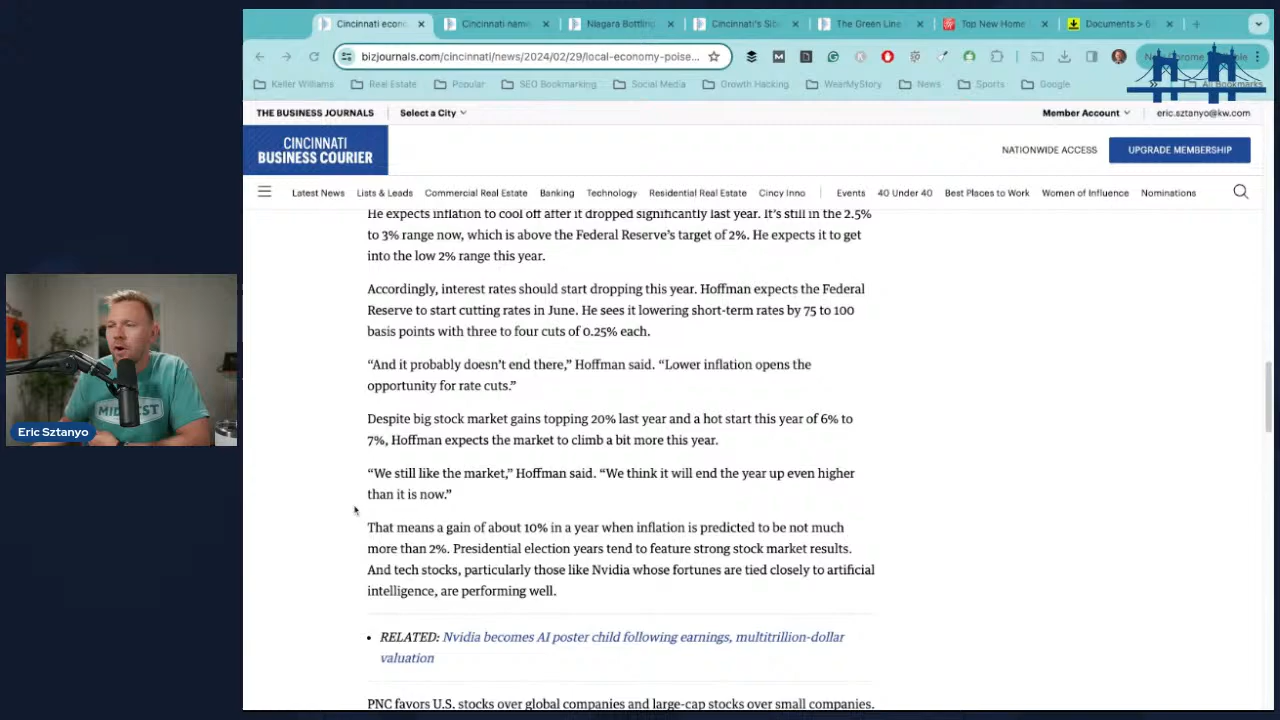 Cincinnati econ
Cincinnati name
Niagara Bottling
Cincinnati's Sib
The Green Line
Top New Home
Documents > 6
bizjournals.com/cincinnati/news/2024/02/29/local-economy-poise...
Keller Williams
Real Estate
Popular
SEO Bookmarking
Social Media
Growth Hacking
WearMyStory
News
Sports
Google
All Bookmarks
THE BUSINESS JOURNALS
Select a City
Member Account
eric.sztanyo@kw.com
CINCINNATI
BUSINESS COURIER
NATIONWIDE ACCESS
UPGRADE MEMBERSHIP
Latest News
Lists & Leads
Commercial Real Estate
Banking
Technology
Residential Real Estate
Cincy Inno
Events
40 Under 40
Best Places to Work
Women of Influence
Nominations
He expects inflation to cool off after it dropped significantly last year. It's still in the 2.5%
to 3% range now, which is above the Federal Reserve's target of 2%. He expects it to get
into the low 2% range this year.
Accordingly, interest rates should start dropping this year. Hoffman expects the Federal
Reserve to start cutting rates in June. He sees it lowering short-term rates by 75 to 100
basis points with three to four cuts of 0.25% each.
“And it probably doesn't end there,” Hoffman said. “Lower inflation opens the
opportunity for rate cuts.”
Despite big stock market gains topping 20% last year and a hot start this year of 6% to
7%, Hoffman expects the market to climb a bit more this year.
“We still like the market,” Hoffman said. “We think it will end the year up even higher
than it is now.”
That means a gain of about 10% in a year when inflation is predicted to be not much
more than 2%. Presidential election years tend to feature strong stock market results.
And tech stocks, particularly those like Nvidia whose fortunes are tied closely to artificial
intelligence, are performing well.
• RELATED: Nvidia becomes AI poster child following earnings, multitrillion-dollar
valuation
PNC favors U.S. stocks over global companies and large-cap stocks over small companies.
MIDWEST
Eric Sztanyo